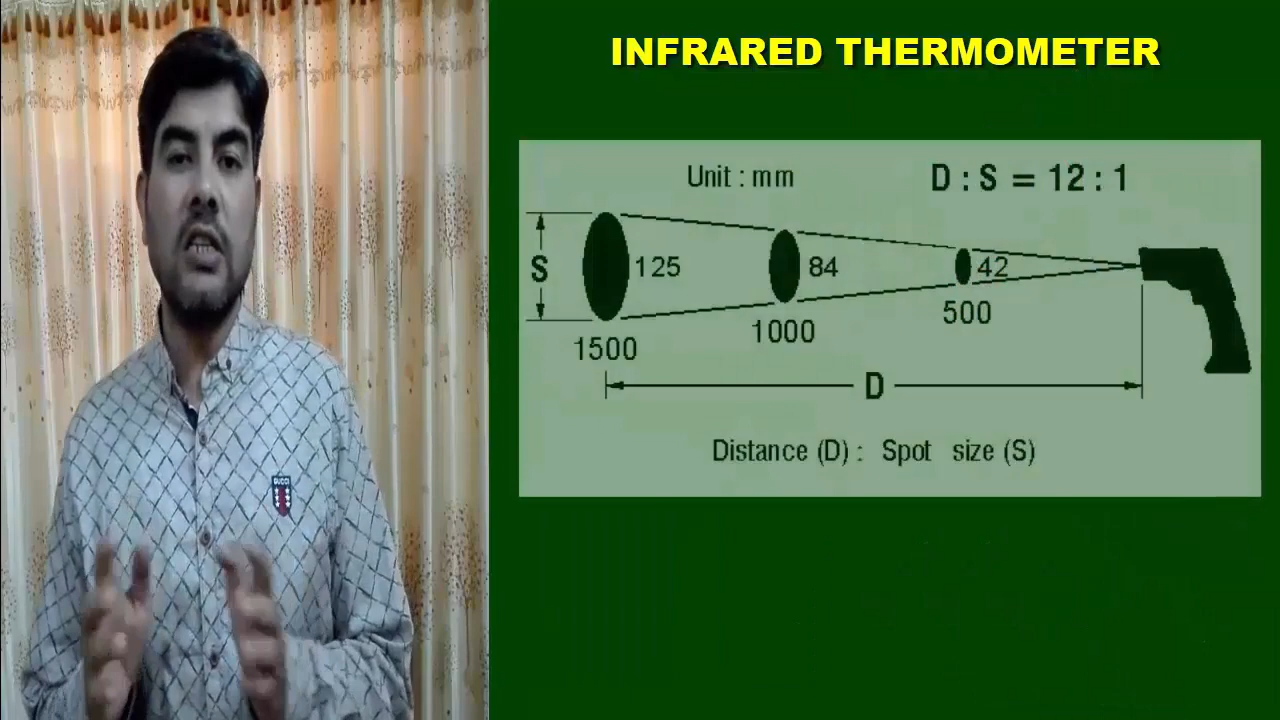 INFRARED THERMOMETER
Unit : mm
D : S = 12 : 1
S
125
84
42
1500
1000
500
D
Distance (D) : Spot size (S)
GUCCI